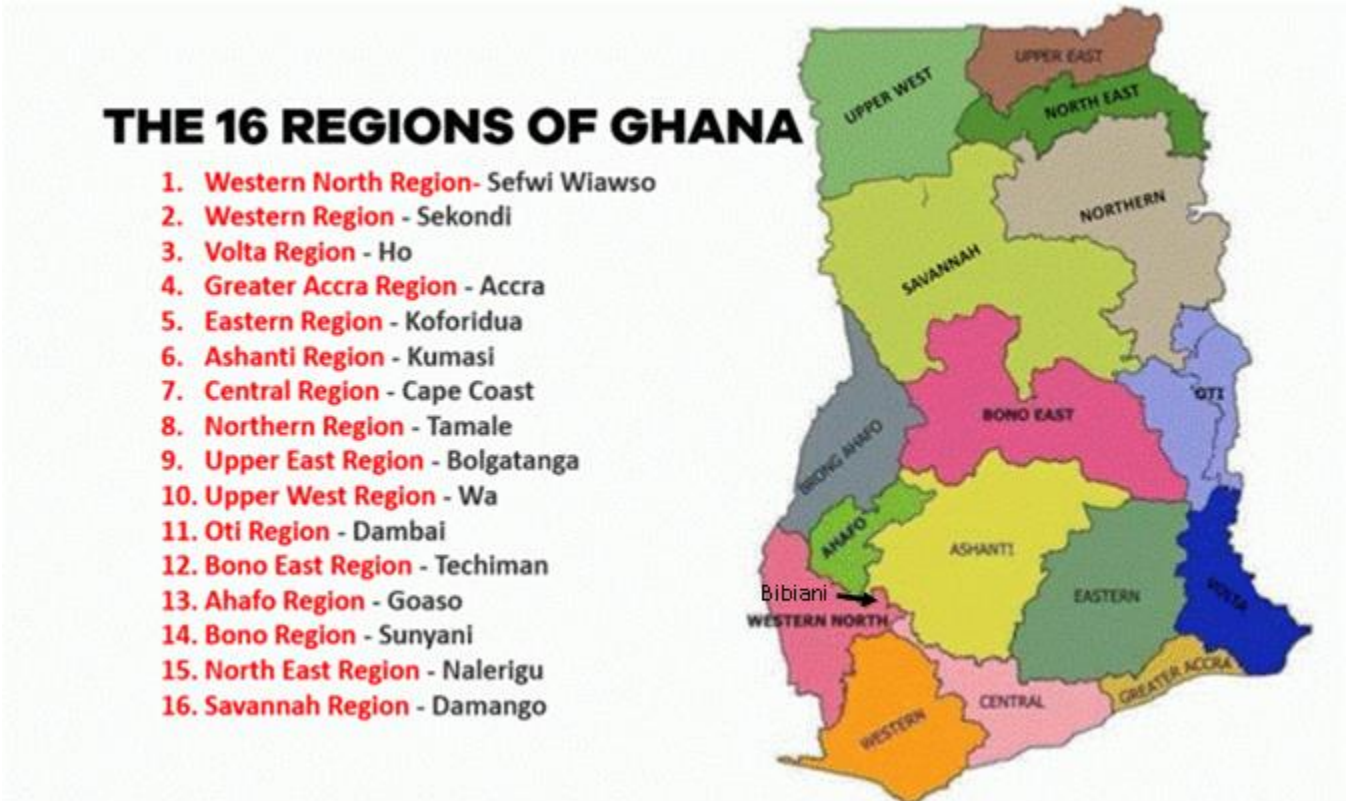 THE 16 REGIONS OF GHANA
1. Western North Region- Sefwi Wiawso
2. Western Region - Sekondi
3. Volta Region - Ho
4. Greater Accra Region - Accra
5. Eastern Region - Koforidua
6. Ashanti Region - Kumasi
7. Central Region - Cape Coast
8. Northern Region - Tamale
9. Upper East Region - Bolgatanga
10. Upper West Region - Wa
11. Oti Region - Dambai
12. Bono East Region - Techiman
13. Ahafo Region - Goaso
14. Bono Region - Sunyani
15. North East Region - Nalerigu
16. Savannah Region - Damango
UPPER EAST
UPPER WEST
NORTH EAST
NORTHERN
SAVANNAH
OTI
BONO EAST
BRONG AHAFO
AHAFO
ASHANTI
Bibiani
EASTERN
VOLTA
WESTERN NORTH
GREATER ACCRA
CENTRAL
WESTERN